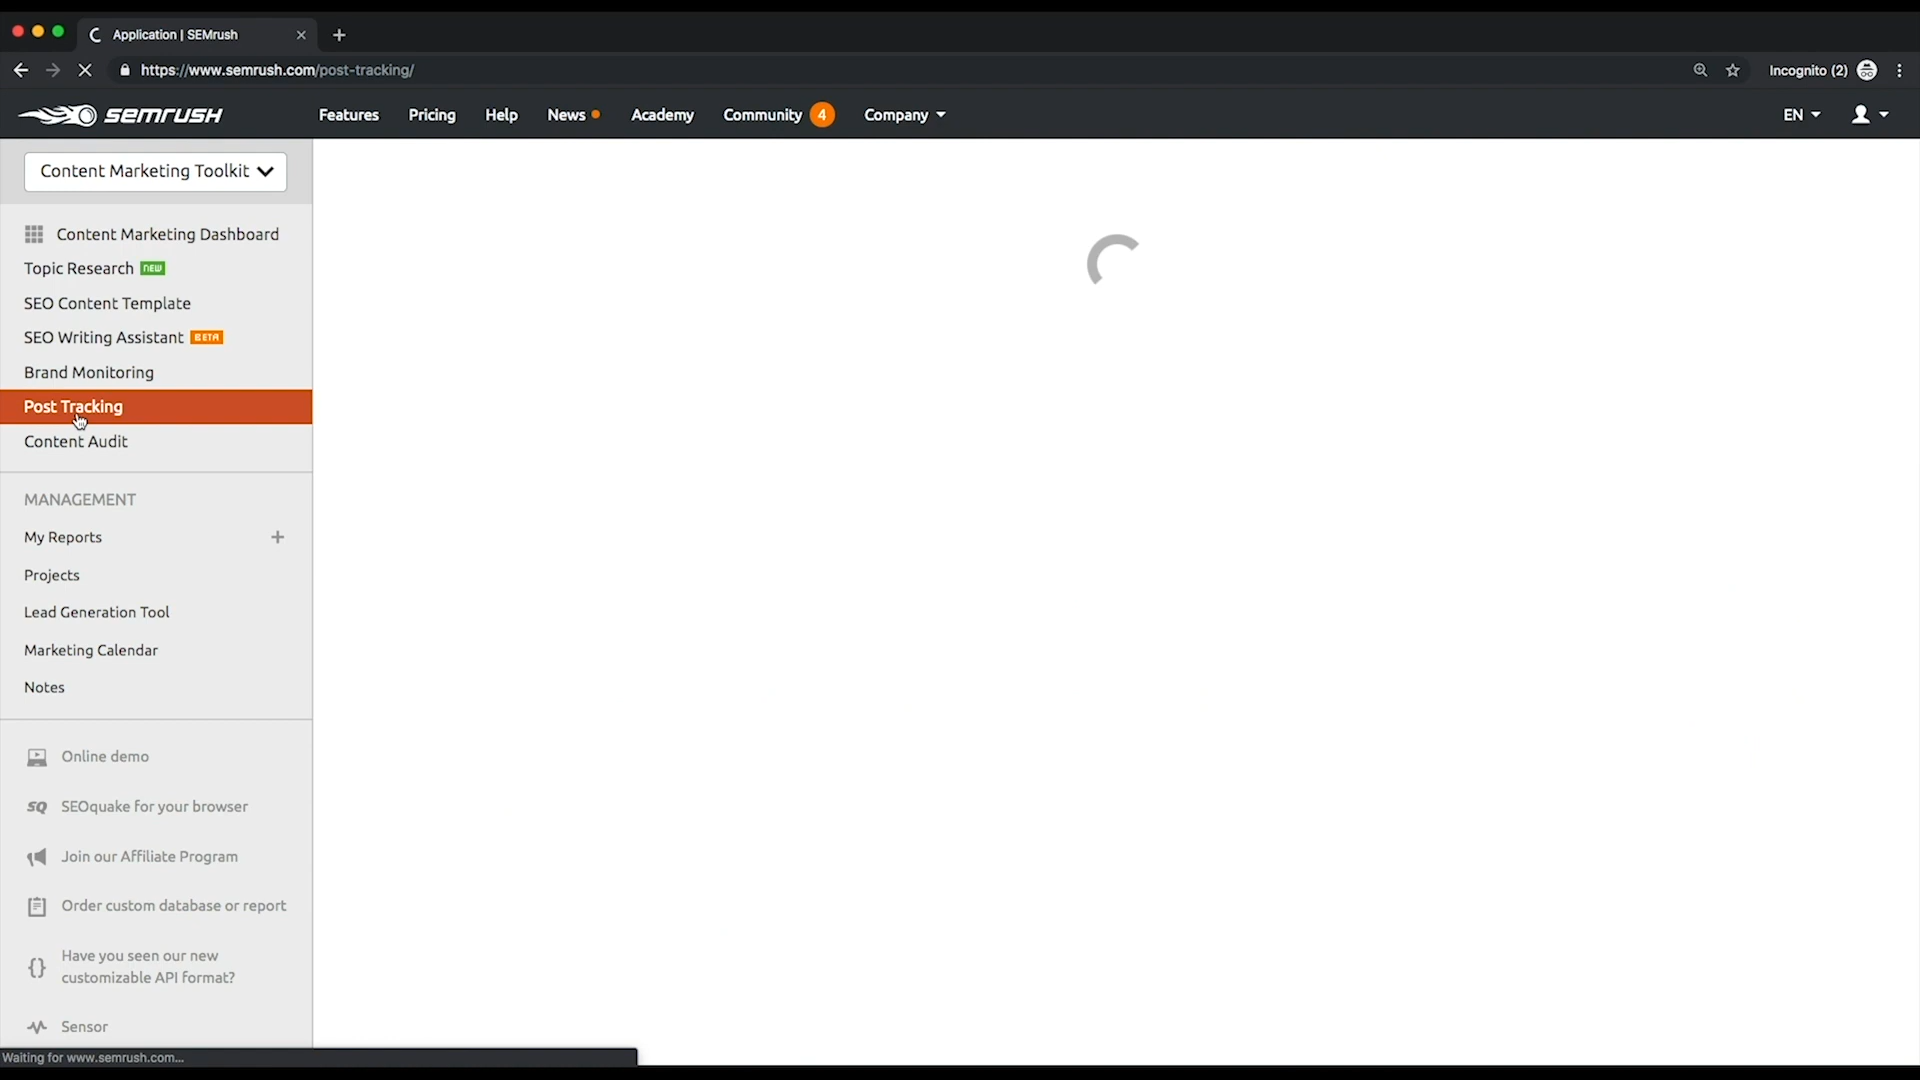 Application | SEMrush
https://www.semrush.com/post-tracking/
Incognito (2)
SEMRUSH
Features
Pricing
Help
News
Academy
Community 4
Company
EN
Content Marketing Toolkit
Content Marketing Dashboard
Topic Research NEW
SEO Content Template
SEO Writing Assistant BETA
Brand Monitoring
Post Tracking
Content Audit
MANAGEMENT
My Reports
Projects
Lead Generation Tool
Marketing Calendar
Notes
Online demo
SQ SEOquake for your browser
Join our Affiliate Program
Order custom database or report
{} Have you seen our new
customizable API format?
Sensor
Waiting for www.semrush.com...